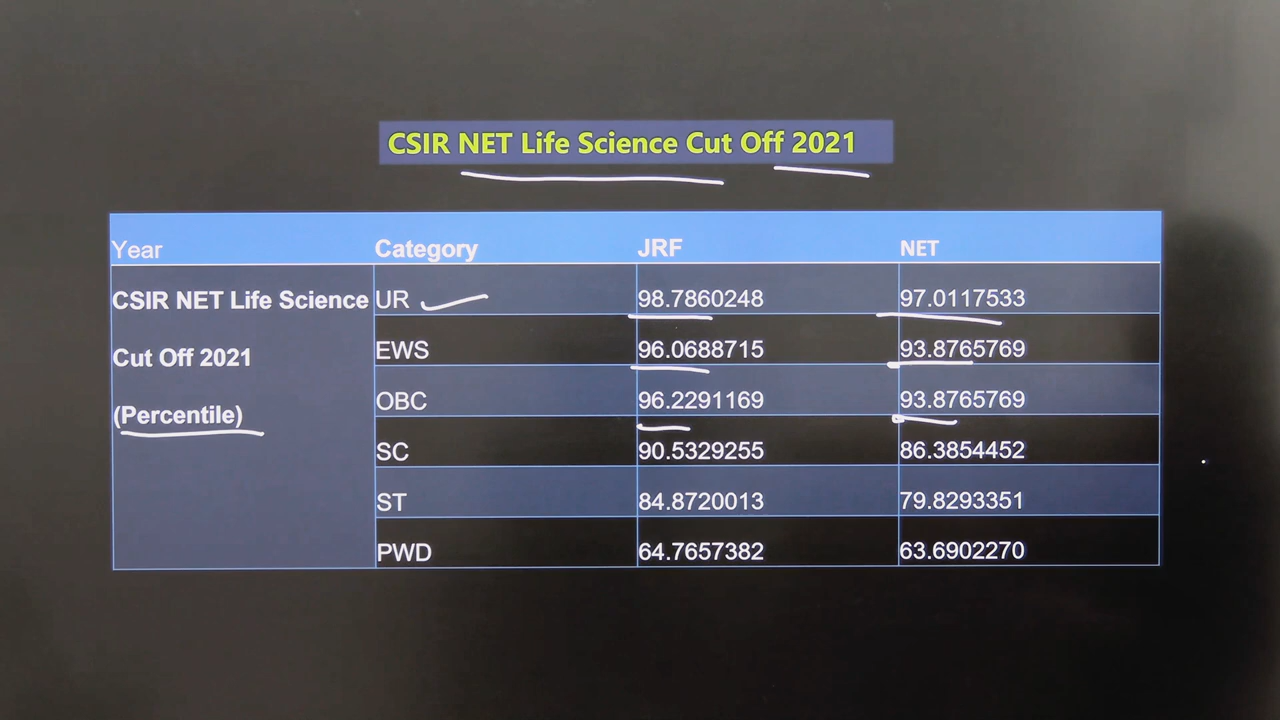 CSIR NET Life Science Cut Off 2021
Year Category JRF NET
CSIR NET Life Science UR 98.7860248 97.0117533
Cut Off 2021 EWS 96.0688715 93.8765769
(Percentile) OBC 96.2291169 93.8765769
SC 90.5329255 86.3854452
ST 84.8720013 79.8293351
PWD 64.7657382 63.6902270